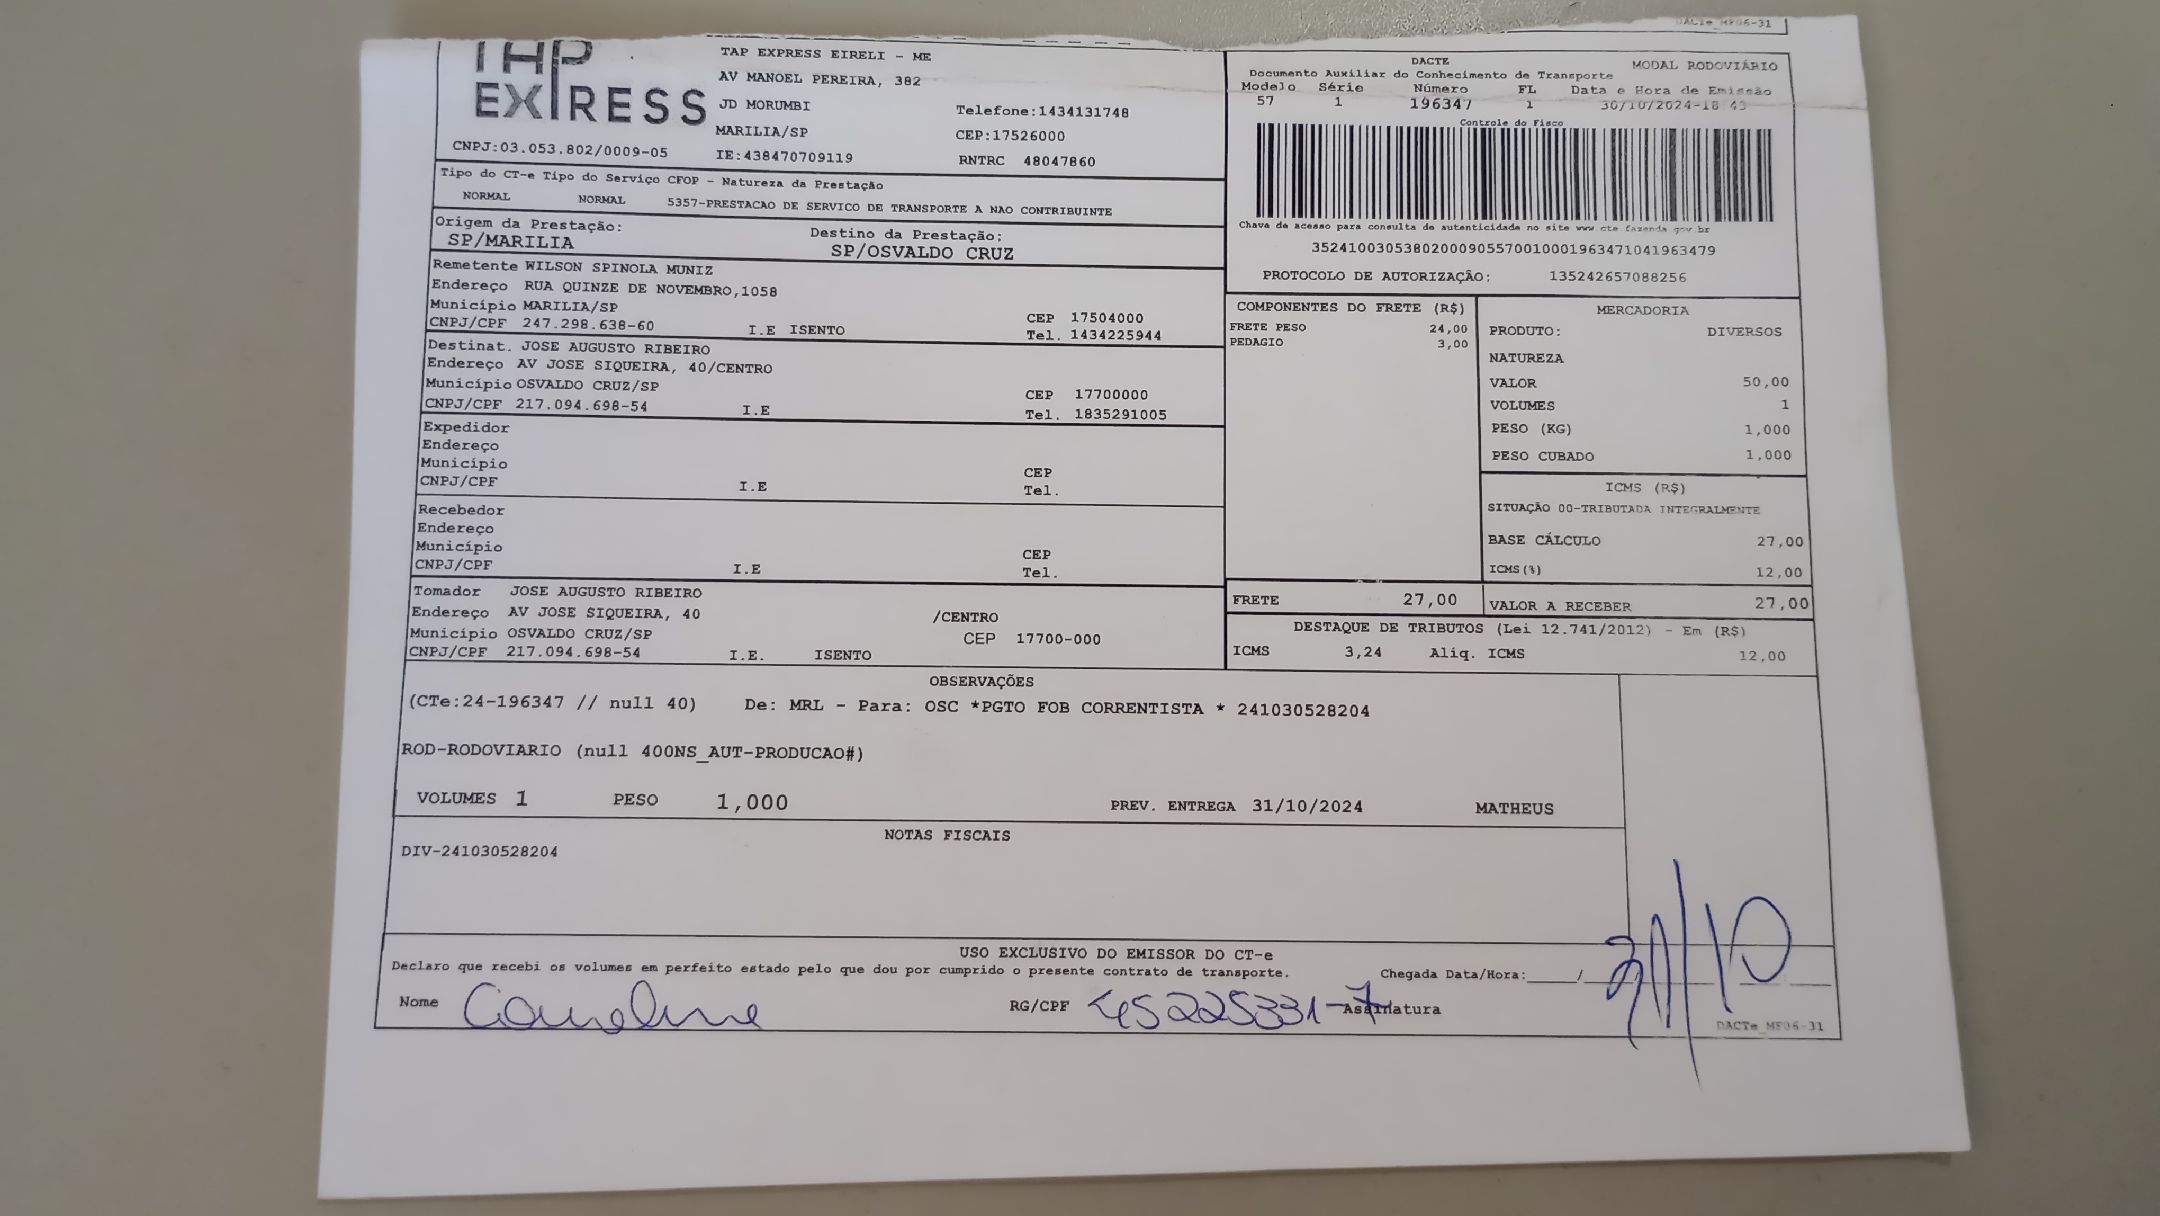 DACTe_MF06-31
TAP
EXPRESS
CNPJ:03.053.802/0009-05
TAP EXPRESS EIRELI - ME
AV MANOEL PEREIRA, 382
JD MORUMBI Telefone:1434131748
MARILIA/SP CEP:17526000
IE:438470709119 RNTRC 48047860
DACTE MODAL RODOVIÁRIO
Documento Auxiliar do Conhecimento de Transporte
Modelo Série Número FL Data e Hora de Emissão
57 1 196347 1 30/10/2024-18 43
Controle do Fisco
Chave de acesso para consulta de autenticidade no site www cte fazenda gov br
35241003053802000905570010001963471041963479
PROTOCOLO DE AUTORIZAÇÃO: 135242657088256
Tipo do CT-e Tipo do Serviço CFOP - Natureza da Prestação
NORMAL NORMAL 5357-PRESTACAO DE SERVICO DE TRANSPORTE A NAO CONTRIBUINTE
Origem da Prestação: Destino da Prestação:
SP/MARILIA SP/OSVALDO CRUZ
Remetente WILSON SPINOLA MUNIZ
Endereço RUA QUINZE DE NOVEMBRO,1058
Município MARILIA/SP CEP 17504000
CNPJ/CPF 247.298.638-60 I.E ISENTO Tel. 1434225944
Destinat. JOSE AUGUSTO RIBEIRO
Endereço AV JOSE SIQUEIRA, 40/CENTRO
Município OSVALDO CRUZ/SP CEP 17700000
CNPJ/CPF 217.094.698-54 I.E Tel. 1835291005
Expedidor
Endereço
Município CEP
CNPJ/CPF I.E Tel.
Recebedor
Endereço
Município CEP
CNPJ/CPF I.E Tel.
Tomador JOSE AUGUSTO RIBEIRO
Endereço AV JOSE SIQUEIRA, 40 /CENTRO
Município OSVALDO CRUZ/SP CEP 17700-000
CNPJ/CPF 217.094.698-54 I.E. ISENTO
COMPONENTES DO FRETE (R$)
FRETE PESO 24,00
PEDAGIO 3,00
MERCADORIA
PRODUTO: DIVERSOS
NATUREZA
VALOR 50,00
VOLUMES 1
PESO (KG) 1,000
PESO CUBADO 1,000
ICMS (R$)
SITUAÇÃO 00-TRIBUTADA INTEGRALMENTE
BASE CÁLCULO 27,00
ICMS(%) 12,00
FRETE 27,00 VALOR A RECEBER 27,00
DESTAQUE DE TRIBUTOS (Lei 12.741/2012) - Em (R$)
ICMS 3,24 Aliq. ICMS 12,00
OBSERVAÇÕES
(CTe:24-196347 // null 40) De: MRL - Para: OSC *PGTO FOB CORRENTISTA * 241030528204
ROD-RODOVIARIO (null 400NS_AUT-PRODUCAO#)
VOLUMES 1 PESO 1,000 PREV. ENTREGA 31/10/2024 MATHEUS
NOTAS FISCAIS
DIV-241030528204
USO EXCLUSIVO DO EMISSOR DO CT-e
Declaro que recebi os volumes em perfeito estado pelo que dou por cumprido o presente contrato de transporte. Chegada Data/Hora:____/ 31/10
Nome RG/CPF 45225331-7 Assinatura
DACTe_MF06-31